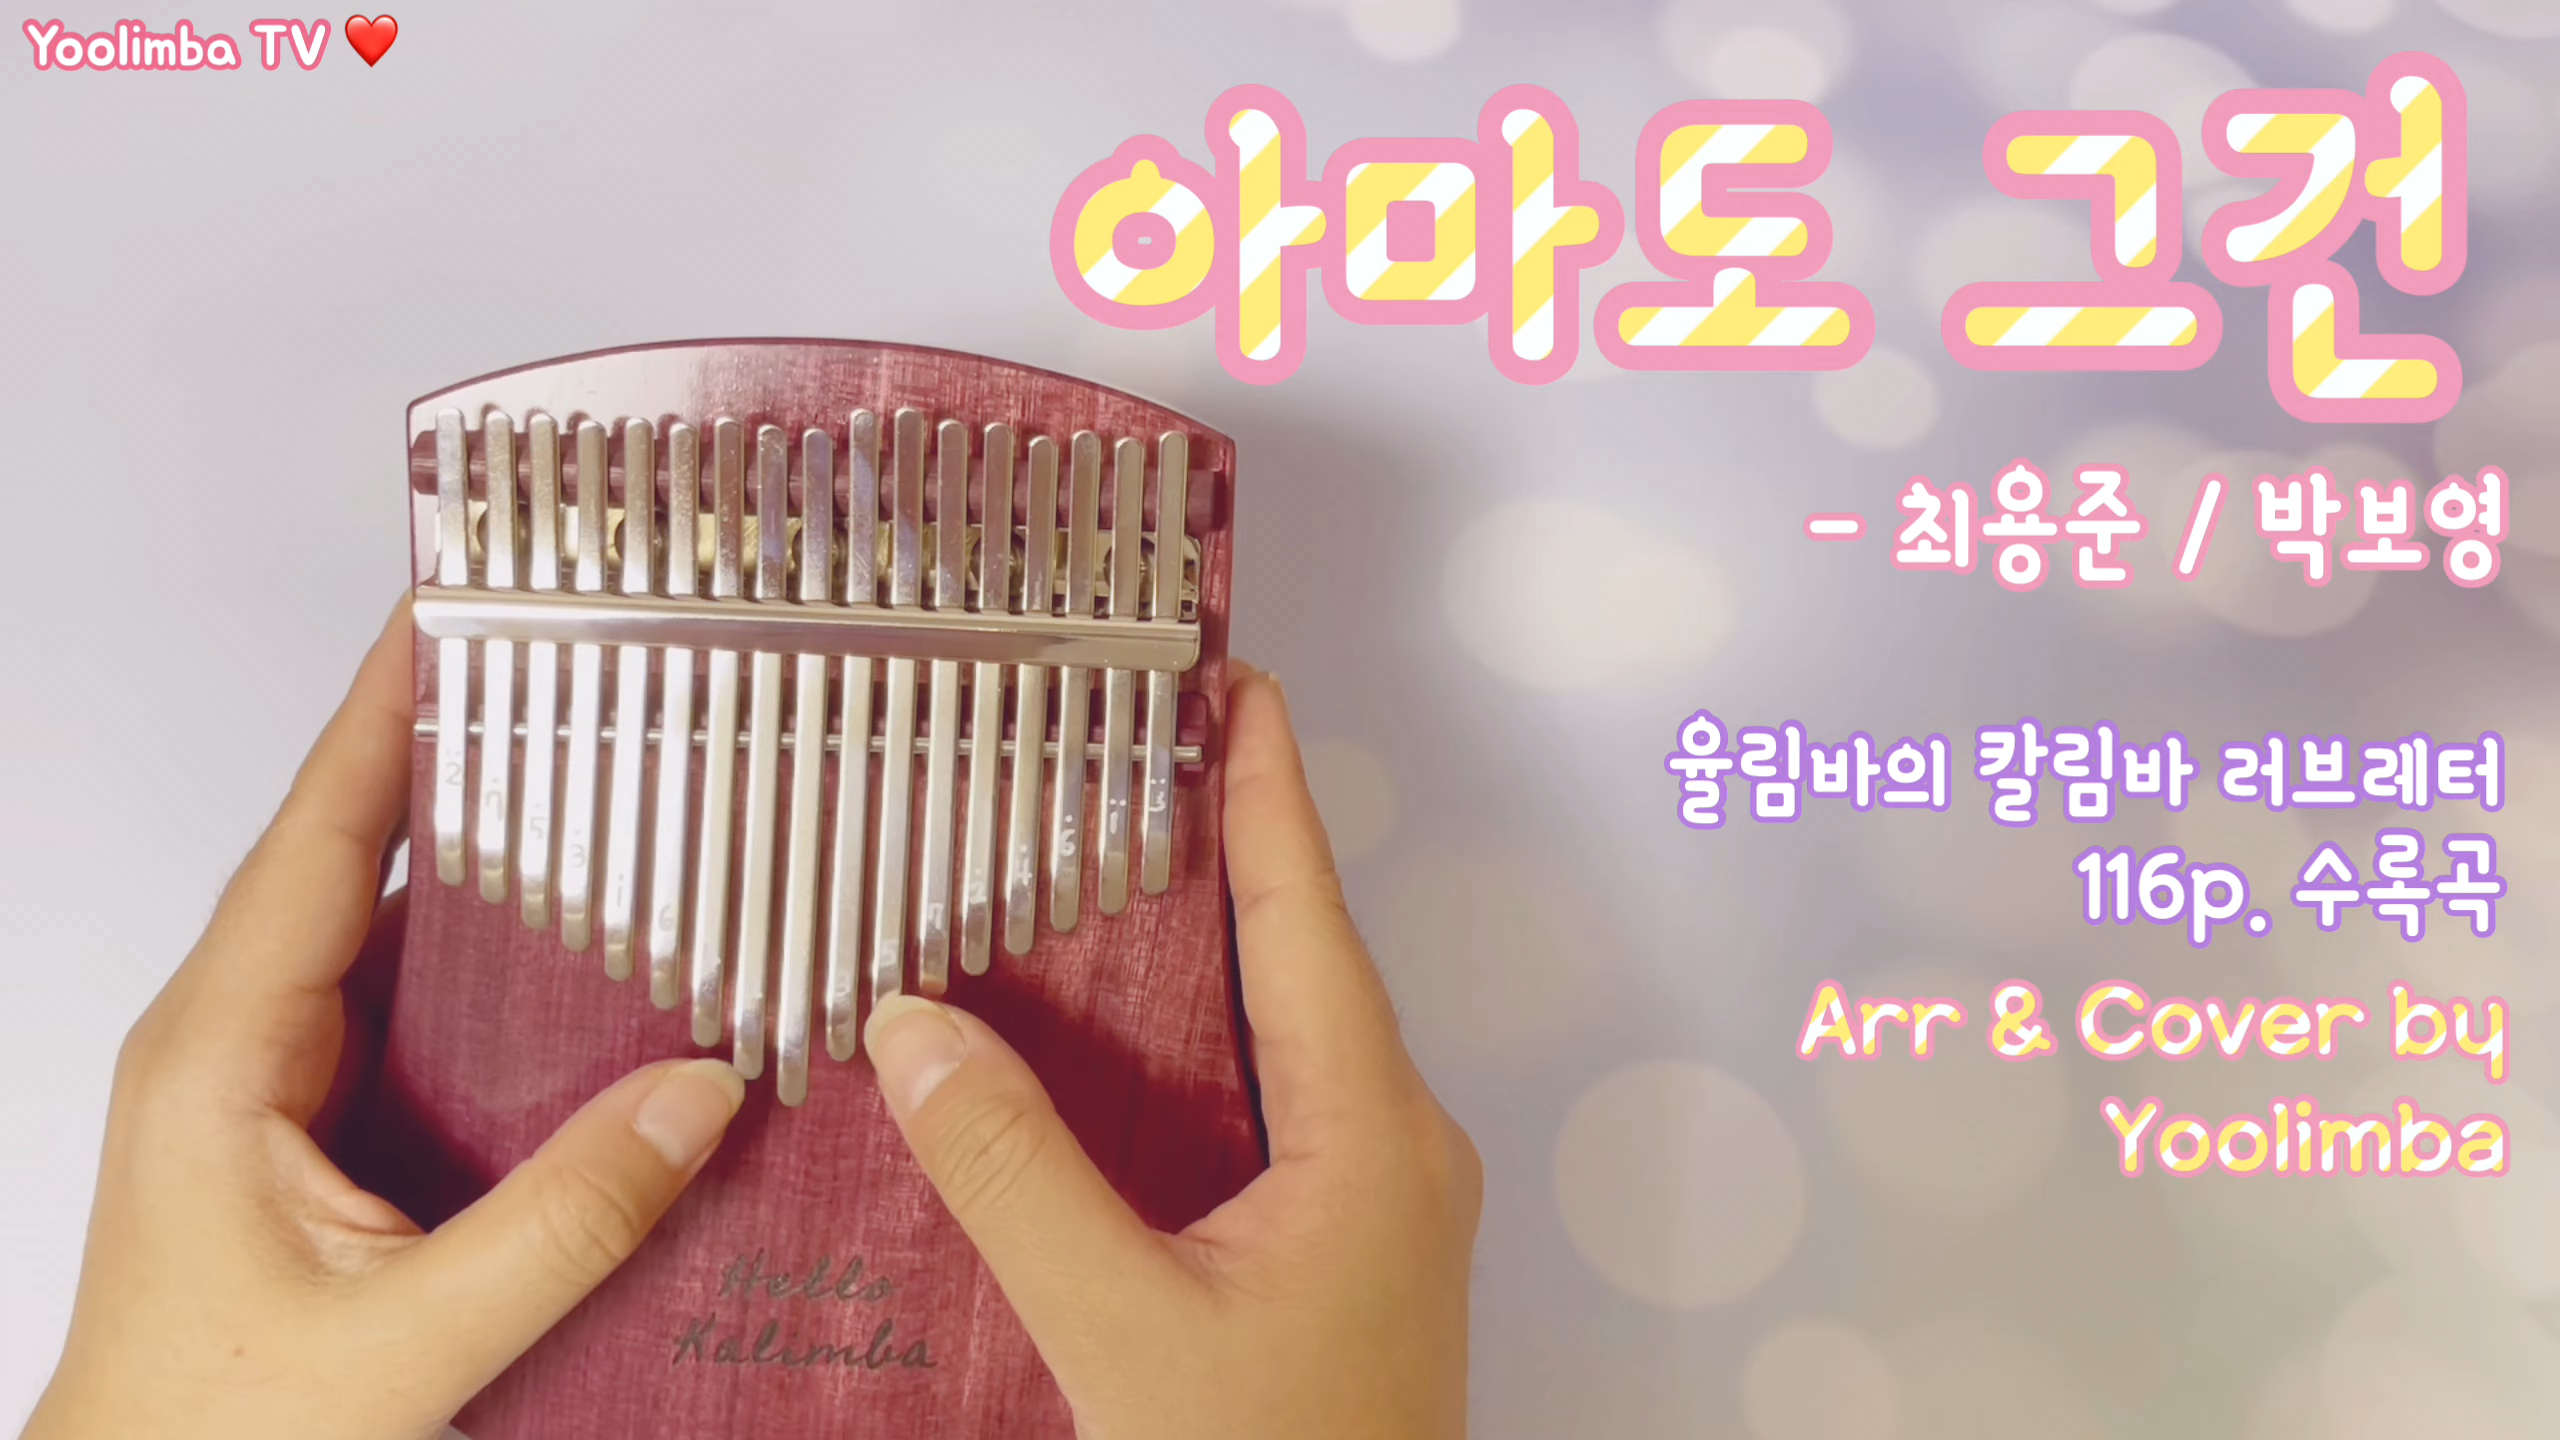 Yoolimba TV ❤️
아마도 그건
- 최용준 / 박보영
율림바의 칼림바 러브레터
116p. 수록곡
Arr & Cover by
Yoolimba
Hello
Kalimba